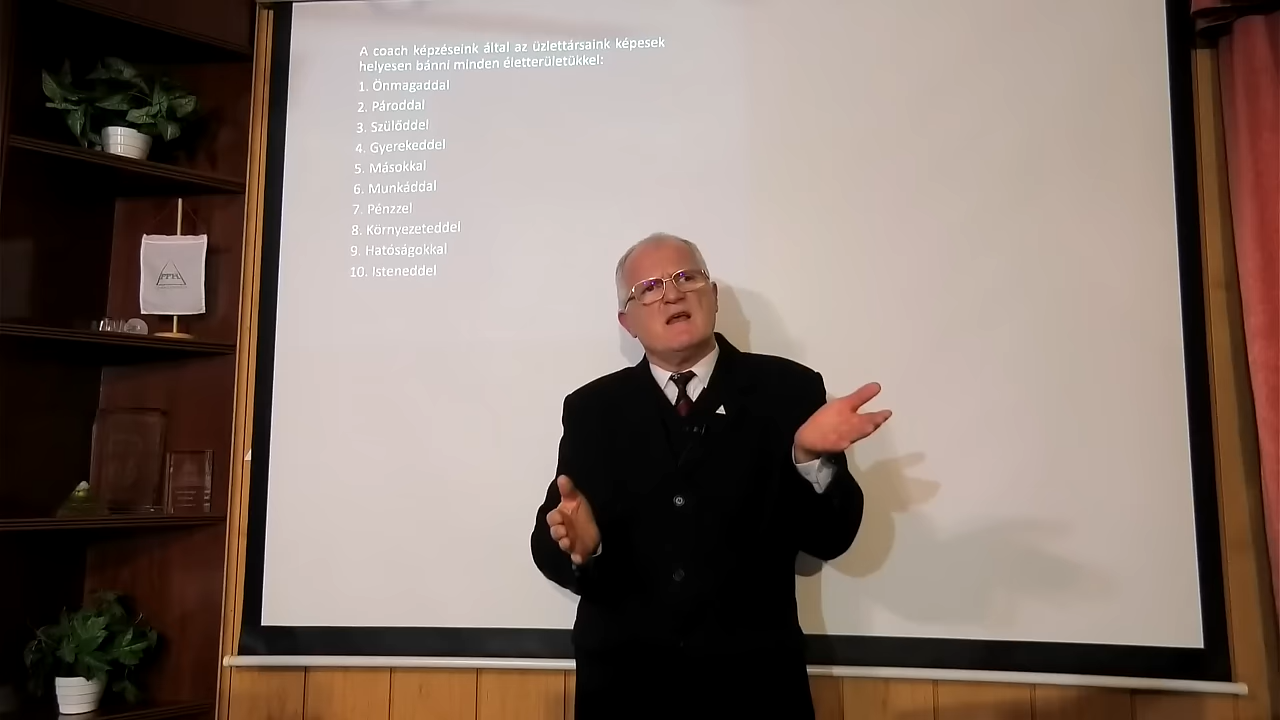 A coach képzéseink által az üzlettársaink képesek
helyesen bánni minden életterületükkel:
1. Önmagaddal
2. Pároddal
3. Szülőddel
4. Gyerekeddel
5. Másokkal
6. Munkáddal
7. Pénzzel
8. Környezeteddel
9. Hatóságokkal
10. Isteneddel